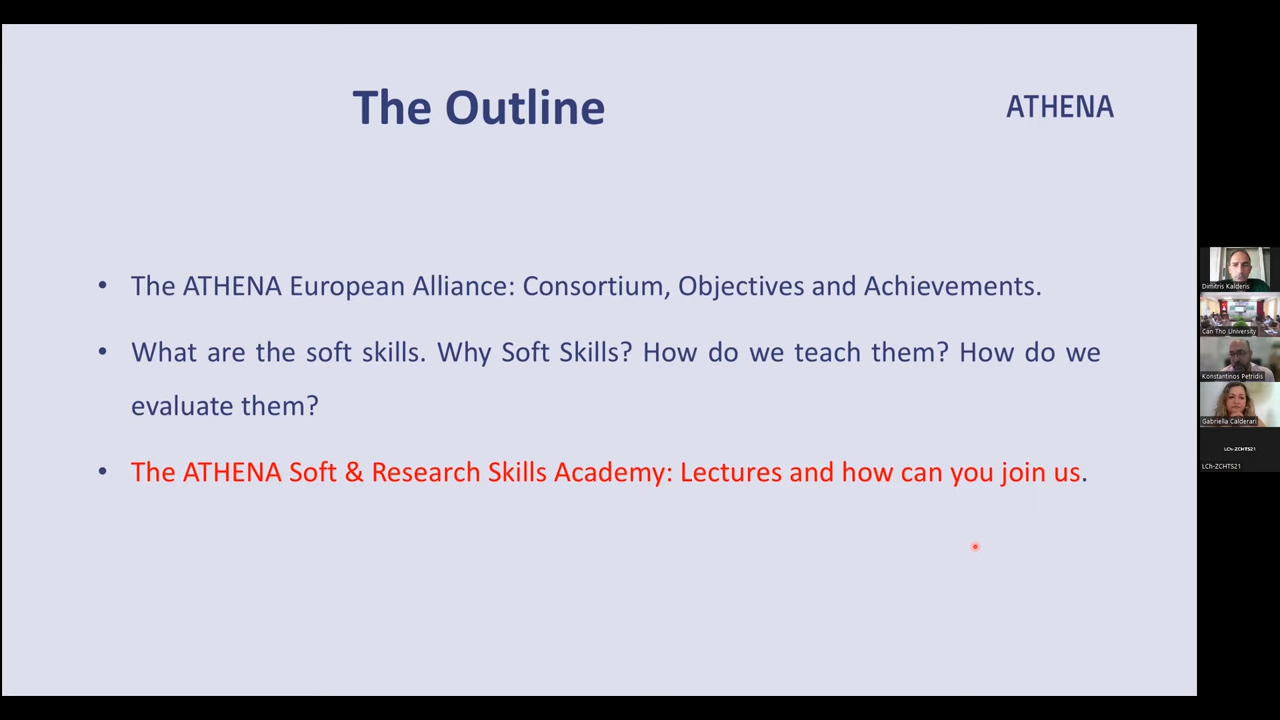 The Outline
ATHENA
• The ATHENA European Alliance: Consortium, Objectives and Achievements.
• What are the soft skills. Why Soft Skills? How do we teach them? How do we
evaluate them?
• The ATHENA Soft & Research Skills Academy: Lectures and how can you join us.
Dimitris Kalderis
Can Tho University
Konstantinos Petridis
Gabriella Calderari
LCh-ZCHTS21
LCh-ZCHTS21